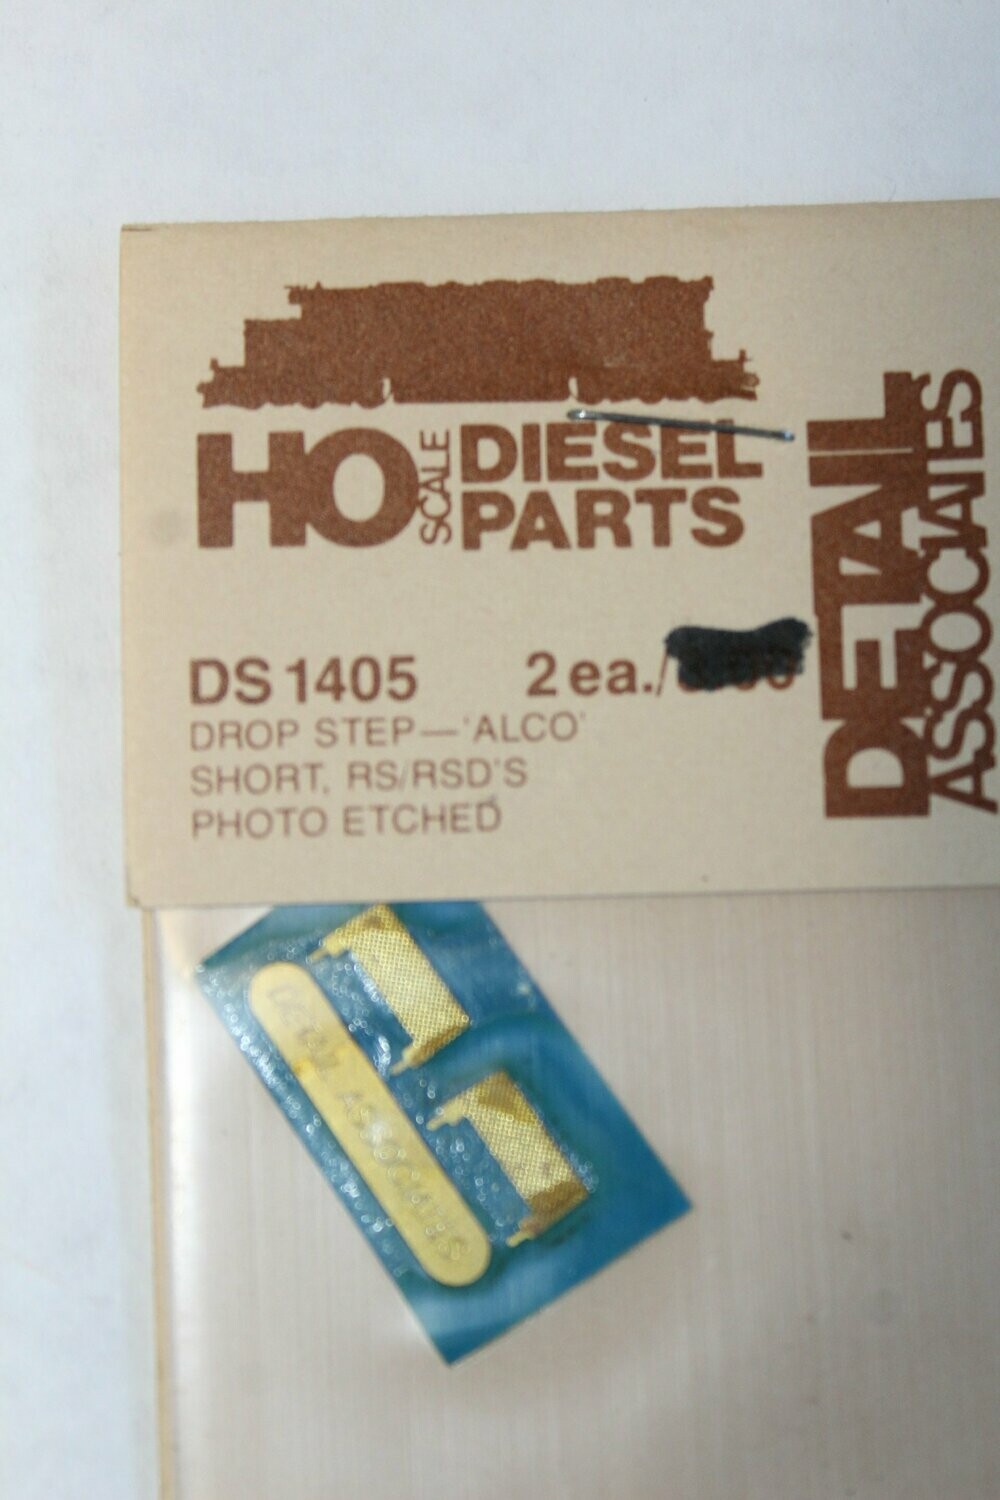 HO SCALE DIESEL PARTS
DETAIL ASSOCIATES
DS 1405 2 ea./
DROP STEP—'ALCO'
SHORT, RS/RSD'S
PHOTO ETCHED
DETAIL ASSOCIATES